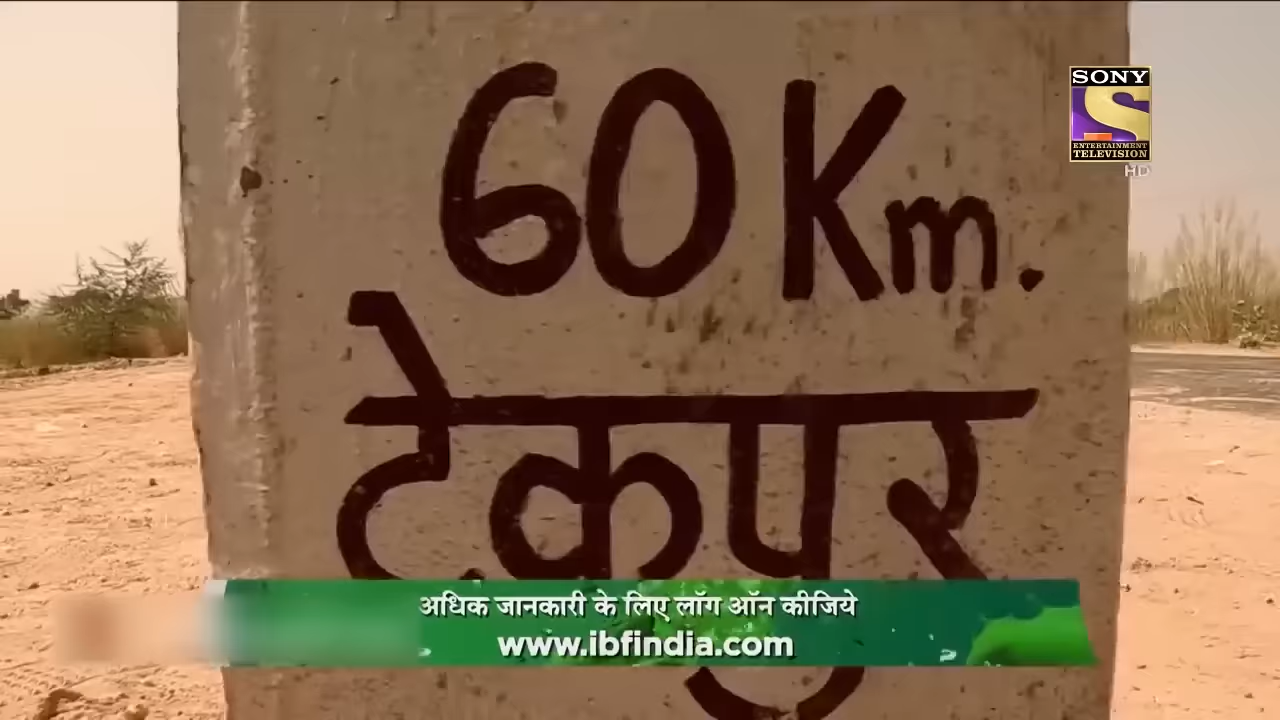 60 Km.
टेकपुर
SONY
ENTERTAINMENT
TELEVISION
HD
अधिक जानकारी के लिए लॉग ऑन कीजिये
www.ibfindia.com